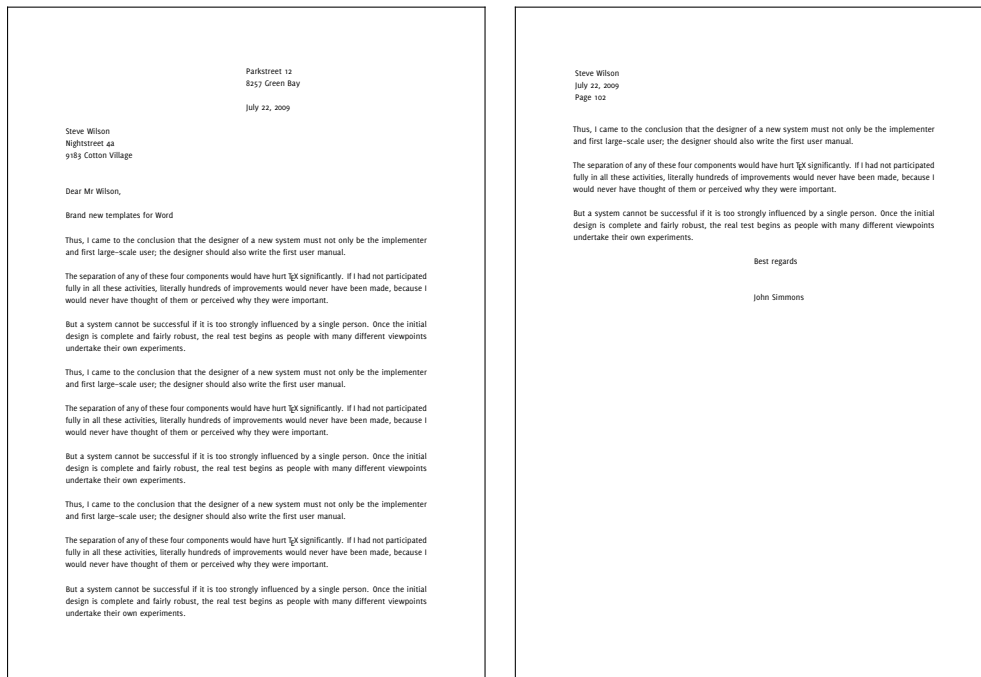 Parkstreet 12
8257 Green Bay
July 22, 2009
Steve Wilson
Nightstreet 4a
9183 Cotton Village
Dear Mr Wilson,
Brand new templates for Word
Thus, I came to the conclusion that the designer of a new system must not only be the implementer
and first large-scale user; the designer should also write the first user manual.
The separation of any of these four components would have hurt TEX significantly. If I had not participated
fully in all these activities, literally hundreds of improvements would never have been made, because I
would never have thought of them or perceived why they were important.
But a system cannot be successful if it is too strongly influenced by a single person. Once the initial
design is complete and fairly robust, the real test begins as people with many different viewpoints
undertake their own experiments.
Thus, I came to the conclusion that the designer of a new system must not only be the implementer
and first large-scale user; the designer should also write the first user manual.
The separation of any of these four components would have hurt TEX significantly. If I had not participated
fully in all these activities, literally hundreds of improvements would never have been made, because I
would never have thought of them or perceived why they were important.
But a system cannot be successful if it is too strongly influenced by a single person. Once the initial
design is complete and fairly robust, the real test begins as people with many different viewpoints
undertake their own experiments.
Thus, I came to the conclusion that the designer of a new system must not only be the implementer
and first large-scale user; the designer should also write the first user manual.
The separation of any of these four components would have hurt TEX significantly. If I had not participated
fully in all these activities, literally hundreds of improvements would never have been made, because I
would never have thought of them or perceived why they were important.
But a system cannot be successful if it is too strongly influenced by a single person. Once the initial
design is complete and fairly robust, the real test begins as people with many different viewpoints
undertake their own experiments.
Steve Wilson
July 22, 2009
Page 102
Thus, I came to the conclusion that the designer of a new system must not only be the implementer
and first large-scale user; the designer should also write the first user manual.
The separation of any of these four components would have hurt TEX significantly. If I had not participated
fully in all these activities, literally hundreds of improvements would never have been made, because I
would never have thought of them or perceived why they were important.
But a system cannot be successful if it is too strongly influenced by a single person. Once the initial
design is complete and fairly robust, the real test begins as people with many different viewpoints
undertake their own experiments.
Best regards
John Simmons